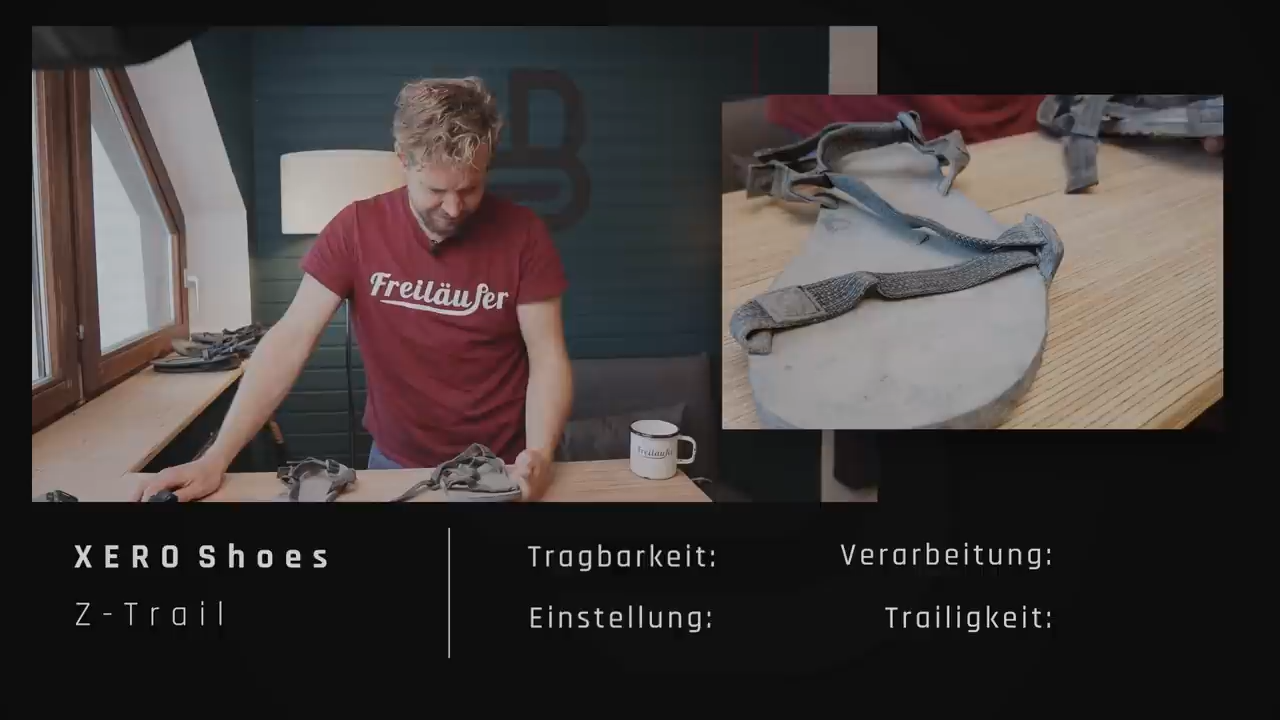 Freiläufer
Freiläufer
XERO Shoes
Z-Trail
Tragbarkeit:
Einstellung:
Verarbeitung:
Trailigkeit: